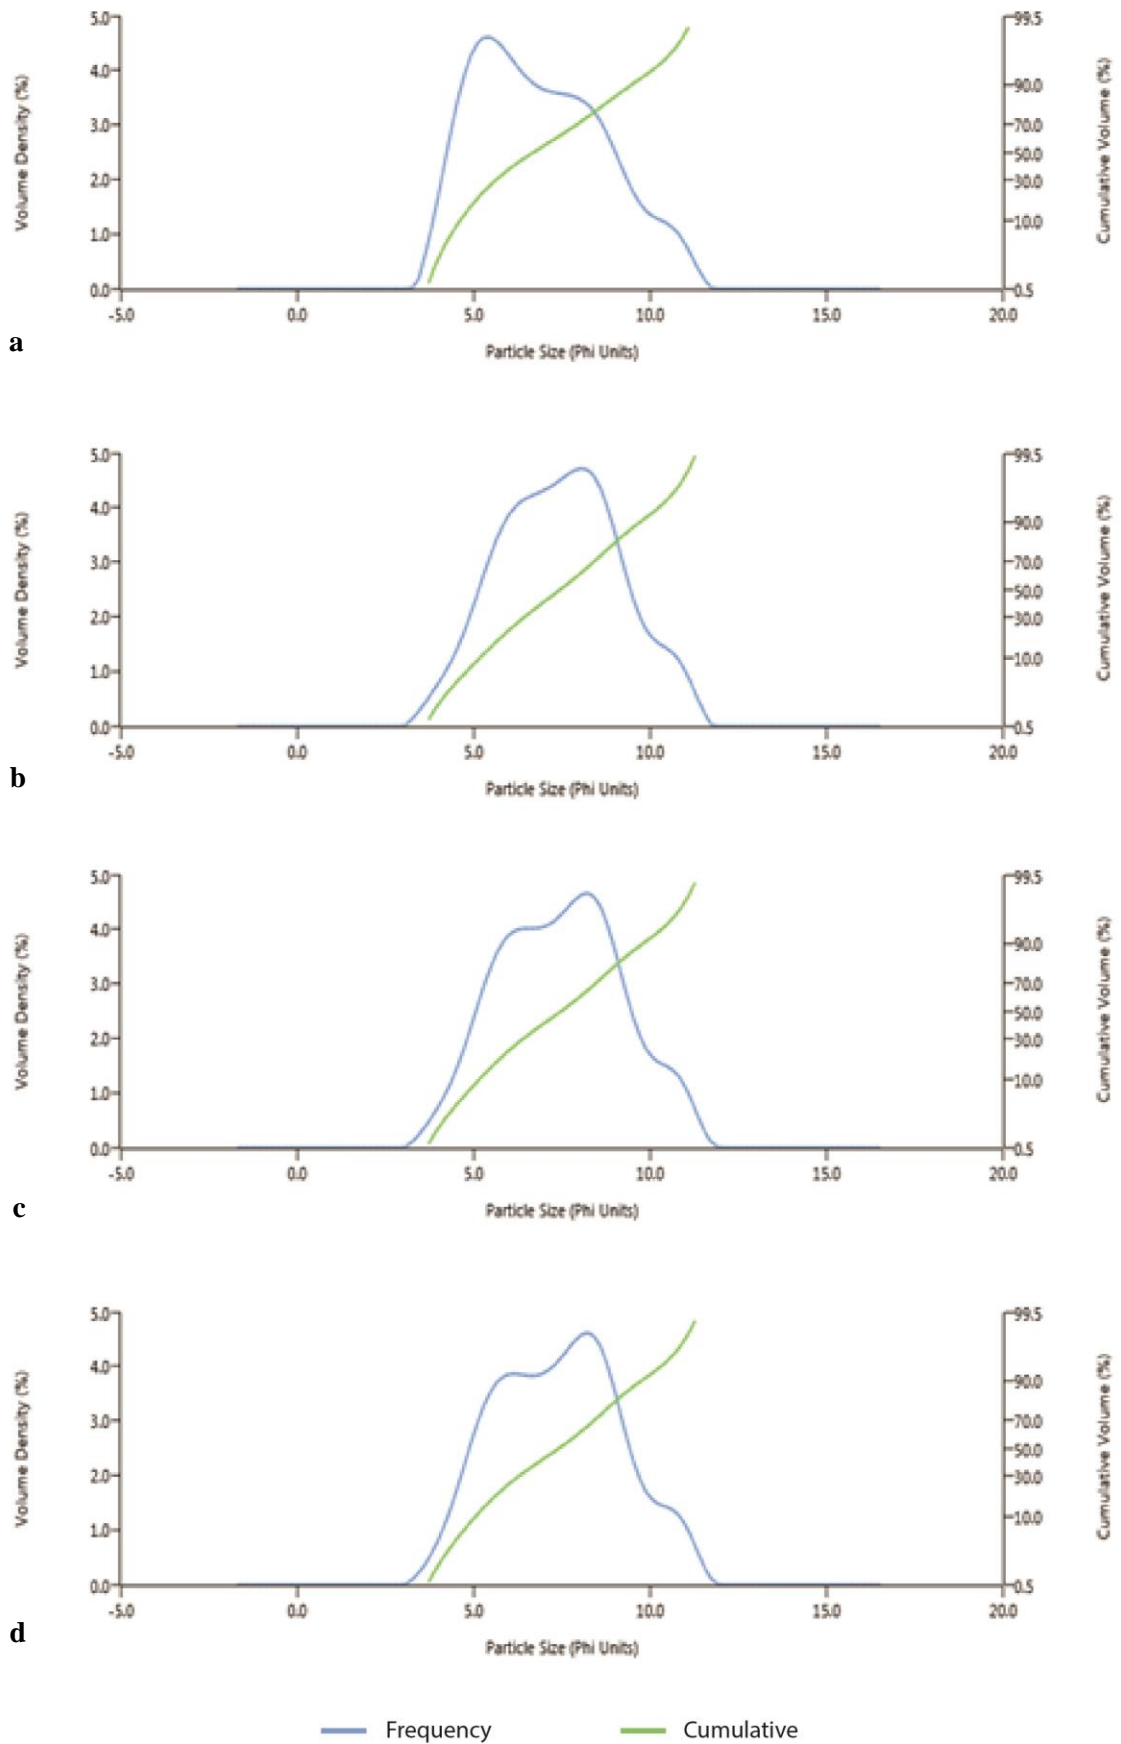 5.0 99.5
4.0 90.0
3.0 70.0
50.0
2.0 30.0
1.0 10.0
0.0 0.5
Volume Density (%)
Cumulative Volume (%)
-5.0 0.0 5.0 10.0 15.0 20.0
Particle Size (Phi Units)
a
5.0 99.5
4.0 90.0
3.0 70.0
50.0
2.0 30.0
1.0 10.0
0.0 0.5
Volume Density (%)
Cumulative Volume (%)
-5.0 0.0 5.0 10.0 15.0 20.0
Particle Size (Phi Units)
b
5.0 99.5
4.0 90.0
3.0 70.0
50.0
2.0 30.0
1.0 10.0
0.0 0.5
Volume Density (%)
Cumulative Volume (%)
-5.0 0.0 5.0 10.0 15.0 20.0
Particle Size (Phi Units)
c
5.0 99.5
4.0 90.0
3.0 70.0
50.0
2.0 30.0
1.0 10.0
0.0 0.5
Volume Density (%)
Cumulative Volume (%)
-5.0 0.0 5.0 10.0 15.0 20.0
Particle Size (Phi Units)
d
Frequency Cumulative